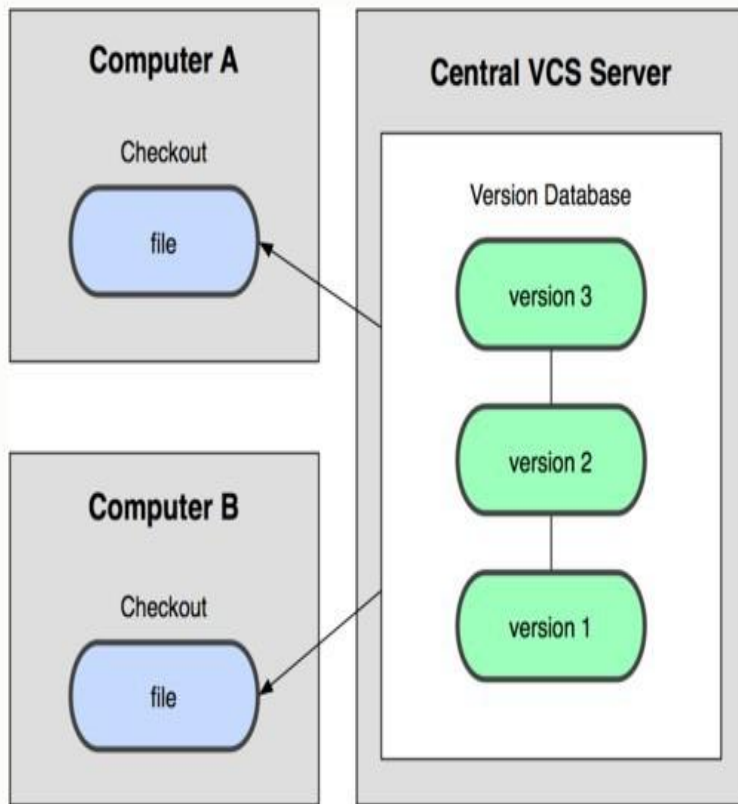 Computer A
Checkout
file
Computer B
Checkout
file
Central VCS Server
Version Database
version 3
version 2
version 1